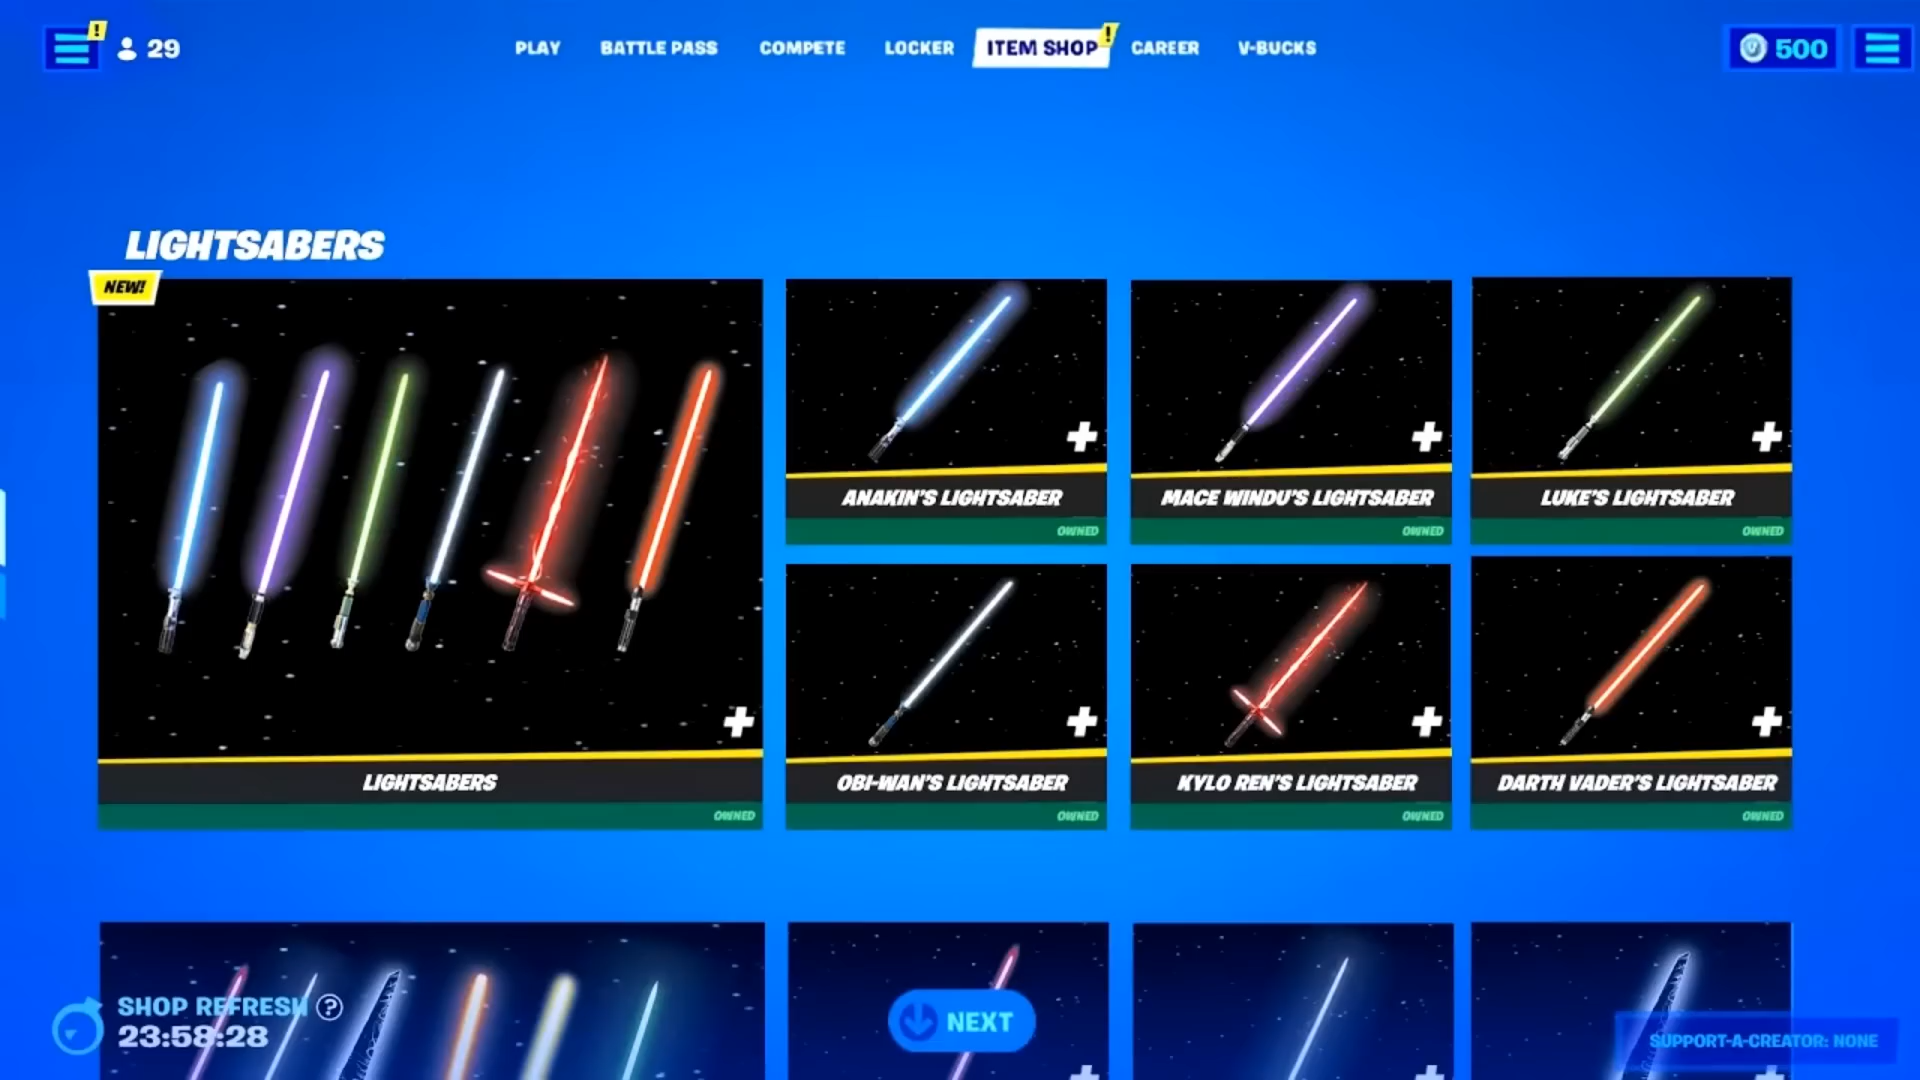 !
29
PLAY
BATTLE PASS
COMPETE
LOCKER
ITEM SHOP
!
CAREER
V-BUCKS
500
LIGHTSABERS
NEW!
LIGHTSABERS
OWNED
ANAKIN'S LIGHTSABER
OWNED
MACE WINDU'S LIGHTSABER
OWNED
LUKE'S LIGHTSABER
OWNED
OBI-WAN'S LIGHTSABER
OWNED
KYLO REN'S LIGHTSABER
OWNED
DARTH VADER'S LIGHTSABER
OWNED
SHOP REFRESH ?
23:58:28
NEXT
SUPPORT-A-CREATOR: NONE